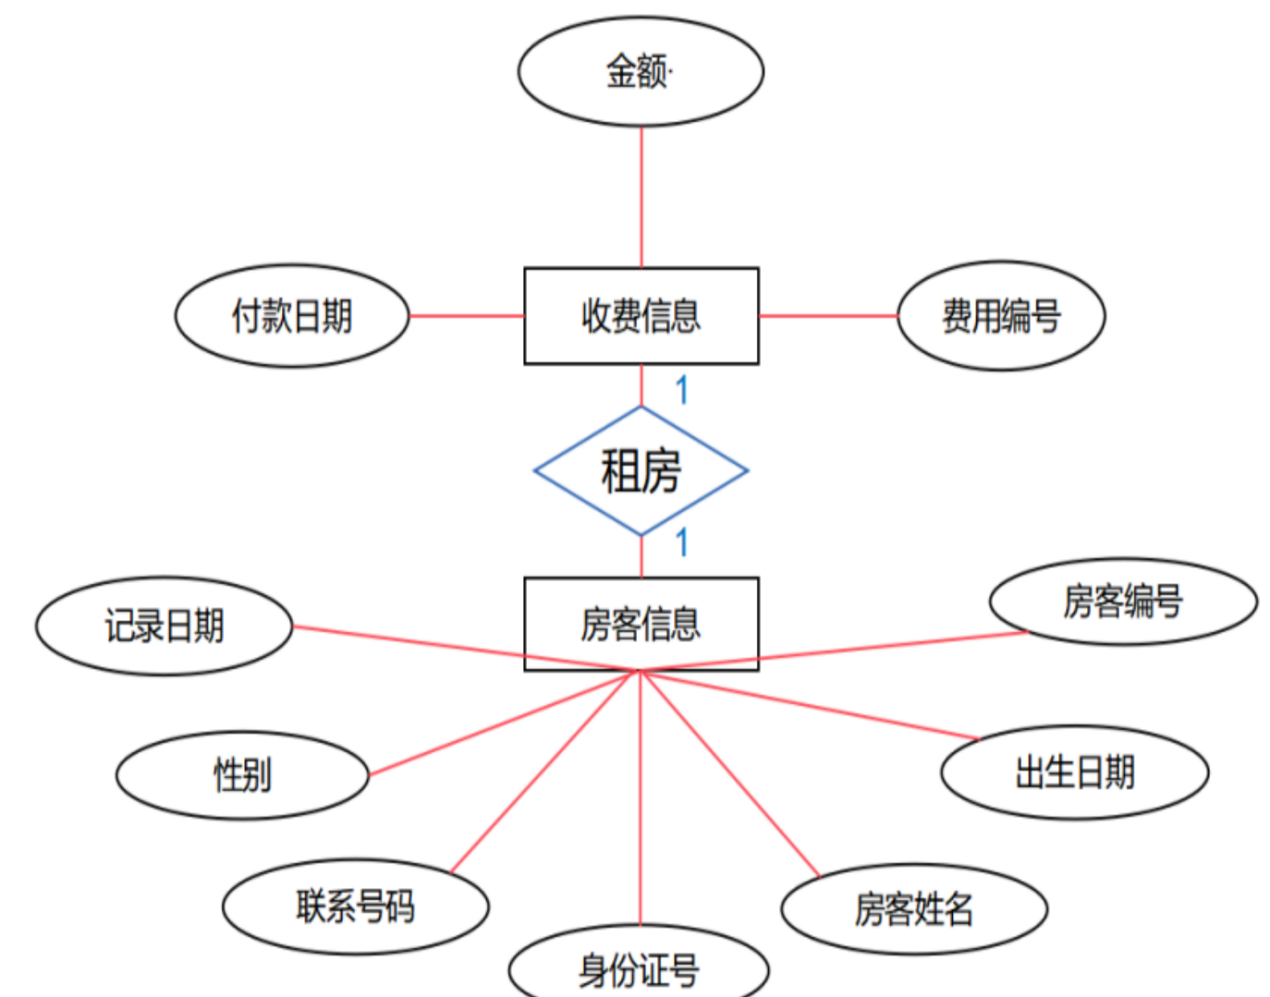 金额·
付款日期
收费信息
费用编号
1
租房
1
房客信息
房客编号
记录日期
性别
出生日期
联系号码
房客姓名
身份证号